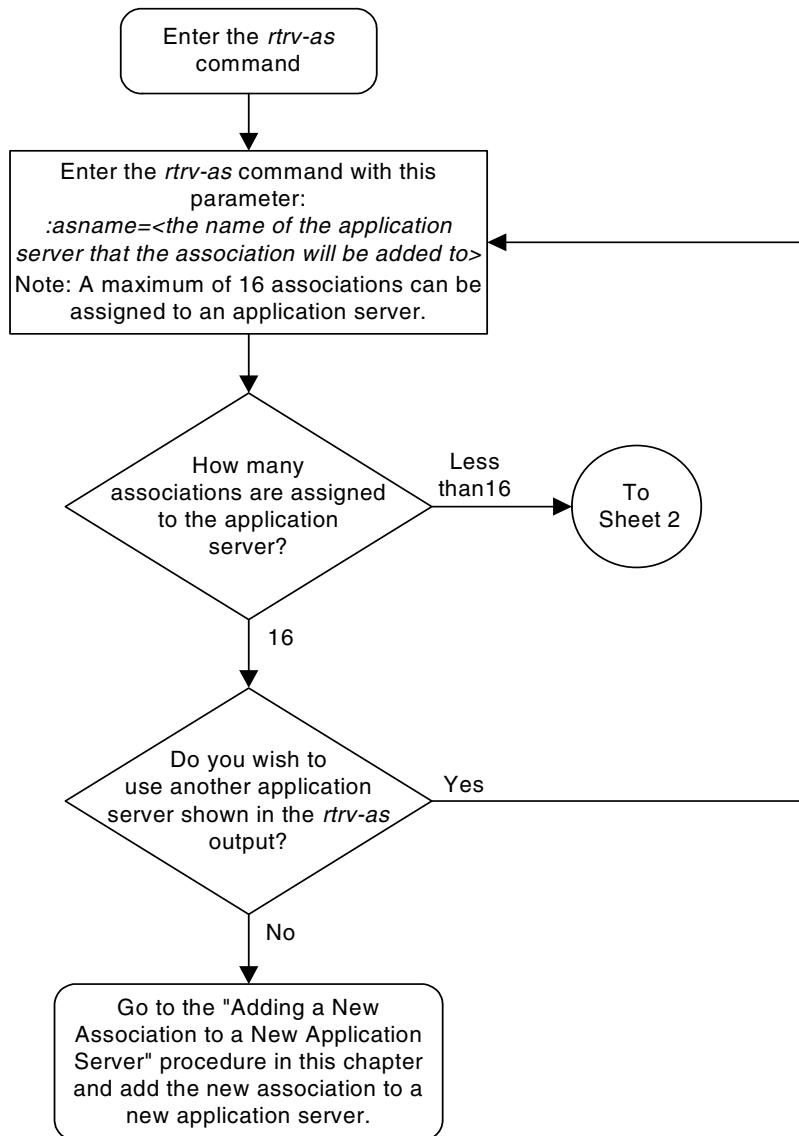 Enter the rtrv-as
command
Enter the rtrv-as command with this
parameter:
:asname=<the name of the application
server that the association will be added to>
Note: A maximum of 16 associations can be
assigned to an application server.
How many
associations are assigned
to the application
server?
Less
than16
To
Sheet 2
16
Do you wish to
use another application
server shown in the rtrv-as
output?
Yes
No
Go to the "Adding a New
Association to a New Application
Server" procedure in this chapter
and add the new association to a
new application server.